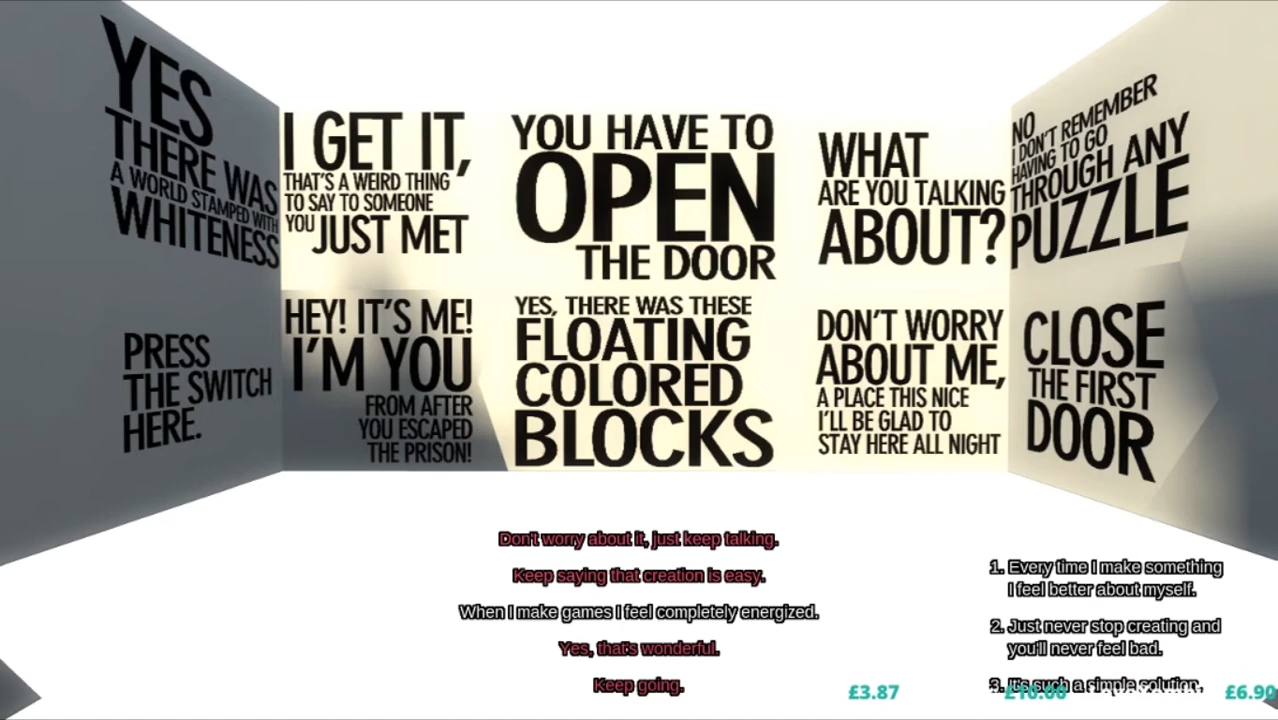 YES
THERE WAS
A WORLD STAMPED WITH
WHITENESS
PRESS
THE SWITCH
HERE.
I GET IT,
THAT'S A WEIRD THING
TO SAY TO SOMEONE
YOU JUST MET
HEY! IT'S ME!
I'M YOU
FROM AFTER
YOU ESCAPED
THE PRISON!
YOU HAVE TO
OPEN
THE DOOR
YES, THERE WAS THESE
FLOATING
COLORED
BLOCKS
WHAT
ARE YOU TALKING
ABOUT?
DON'T WORRY
ABOUT ME,
A PLACE THIS NICE
I'LL BE GLAD TO
STAY HERE ALL NIGHT
NO
I DON'T REMEMBER
HAVING TO GO
THROUGH ANY
PUZZLE
CLOSE
THE FIRST
DOOR
Don't worry about it, just keep talking.
Keep saying that creation is easy.
When I make games I feel completely energized.
Yes, that's wonderful.
Keep going.
1. Every time I make something
I feel better about myself.
2. Just never stop creating and
you'll never feel bad.
3. It's such a simple solution.
£3.87
£10.00
£6.90